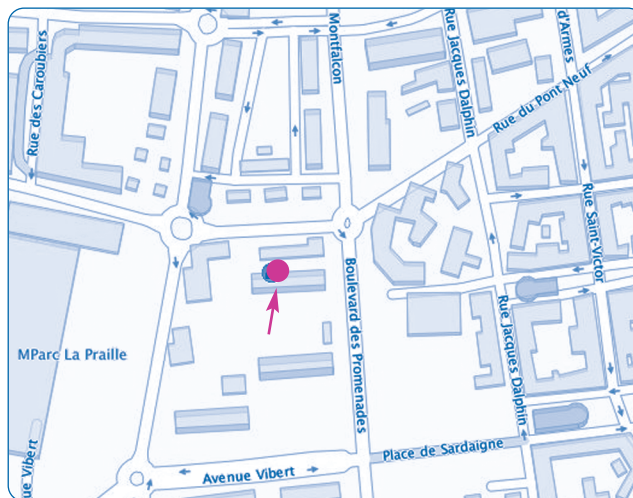 Montfalcon
Rue Jacques Dalphin
d'Armes
Rue des Caroubiers
Rue du Pont Neuf
Rue Saint-Victor
Boulevard des Promenades
Rue Jacques Dalphin
MParc La Praille
Place de Sardaigne
ue Vibert
Avenue Vibert